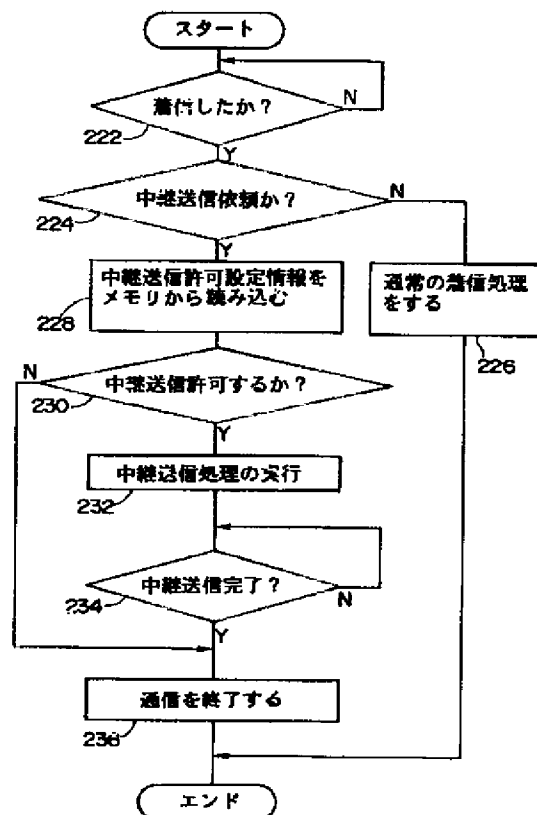 スタート
着信したか?
N
222
Y
中継送信依頼か?
N
224
Y
中継送信許可設定情報を
メモリから読み込む
228
通常の着信処理
をする
226
N
中継送信許可するか?
230
Y
中継送信処理の実行
232
中継送信完了?
234
N
Y
通信を終了する
236
エンド